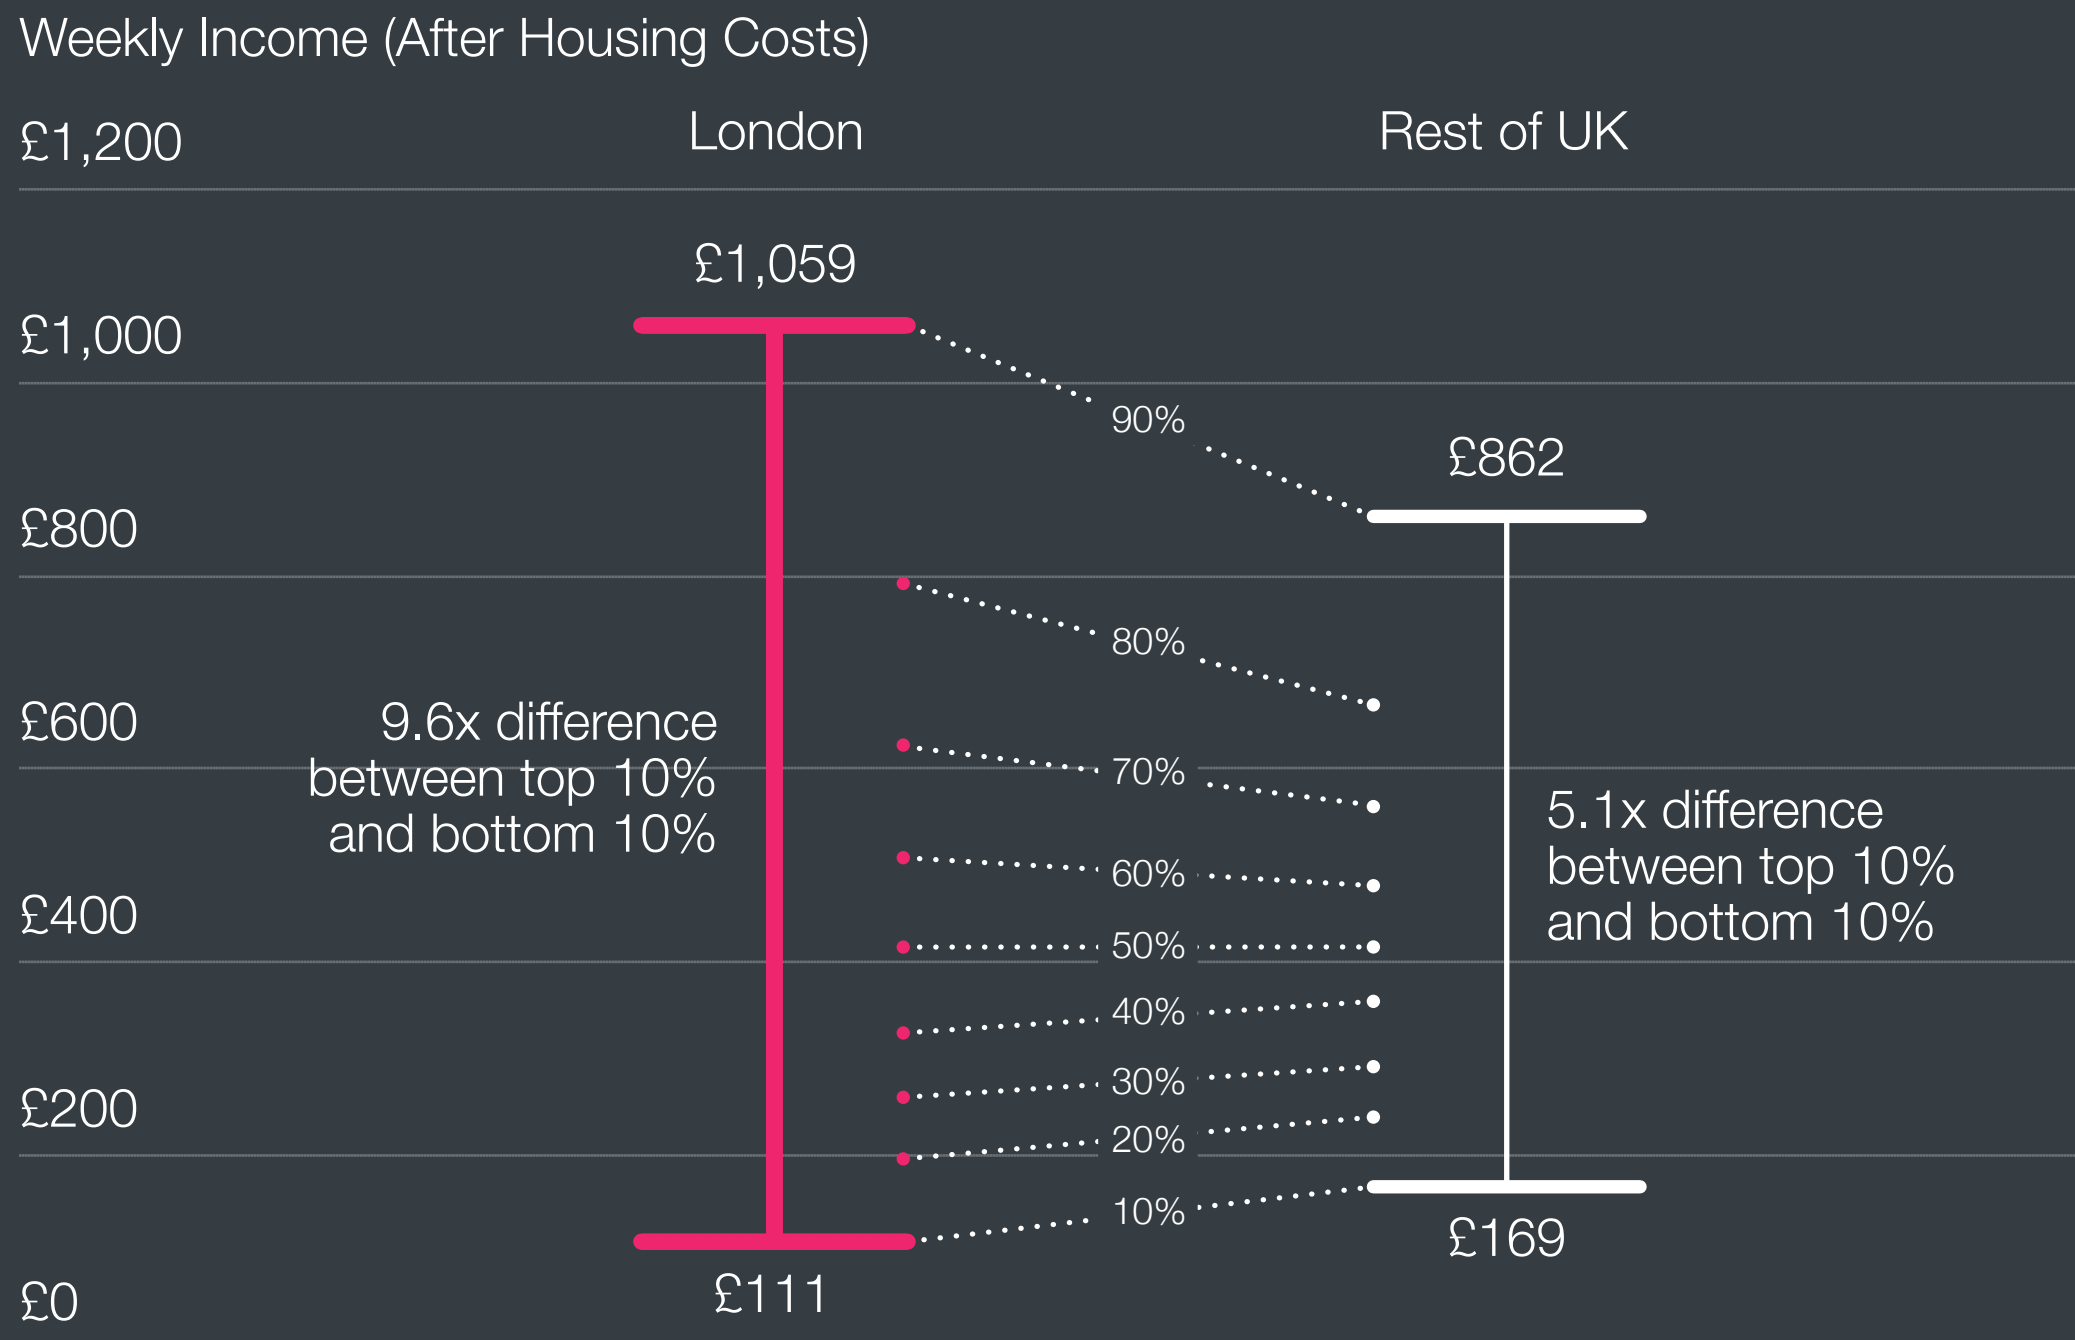 Weekly Income (After Housing Costs)
London
Rest of UK
£1,200
£1,059
£1,000
90%
£862
£800
80%
£600
9.6x difference
between top 10%
and bottom 10%
70%
5.1x difference
between top 10%
and bottom 10%
60%
£400
50%
40%
30%
£200
20%
10%
£169
£111
£0